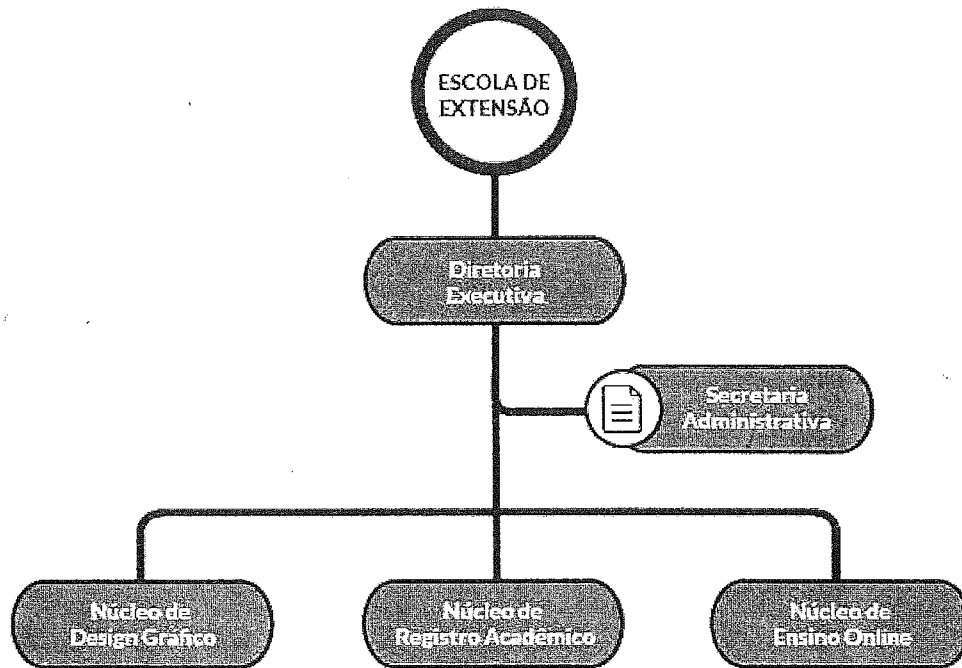 ESCOLA DE
EXTENSÃO
Diretoria
Executiva
Secretaria
Administrativa
Núcleo de
Design Gráfico
Núcleo de
Registro Acadêmico
Núcleo de
Ensino Online